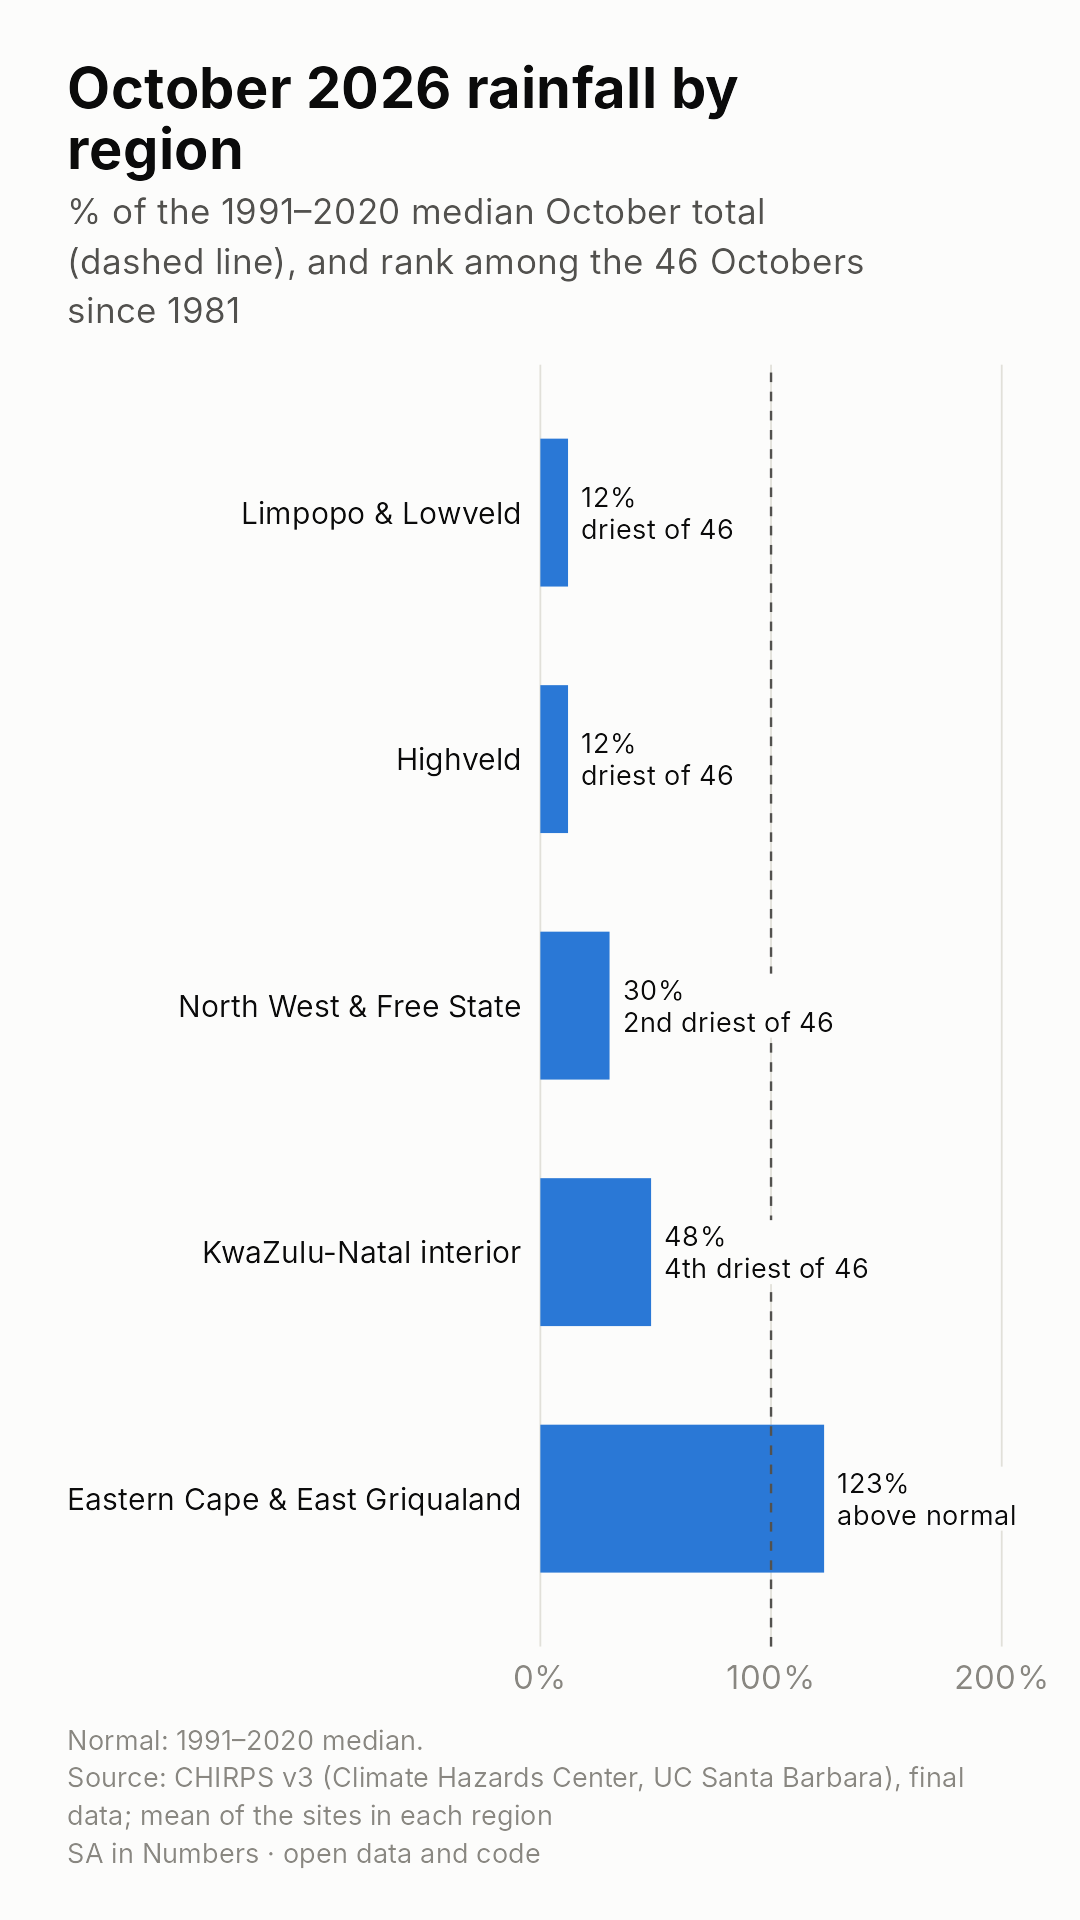 October 2026 rainfall by
region
% of the 1991–2020 median October total
(dashed line), and rank among the 46 Octobers
since 1981
Limpopo & Lowveld
12%
driest of 46
Highveld
12%
driest of 46
North West & Free State
30%
2nd driest of 46
KwaZulu-Natal interior
48%
4th driest of 46
Eastern Cape & East Griqualand
123%
above normal
0% 100% 200%
Normal: 1991–2020 median.
Source: CHIRPS v3 (Climate Hazards Center, UC Santa Barbara), final
data; mean of the sites in each region
SA in Numbers · open data and code